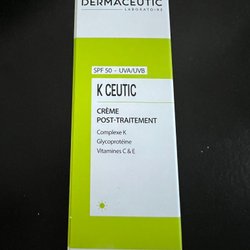 DERMACEUTIC
LABORATOIRE
SPF 50 - UVA/UVB
K CEUTIC
CRÈME
POST-TRAITEMENT
Complexe K
Glycoprotéine
Vitamines C & E